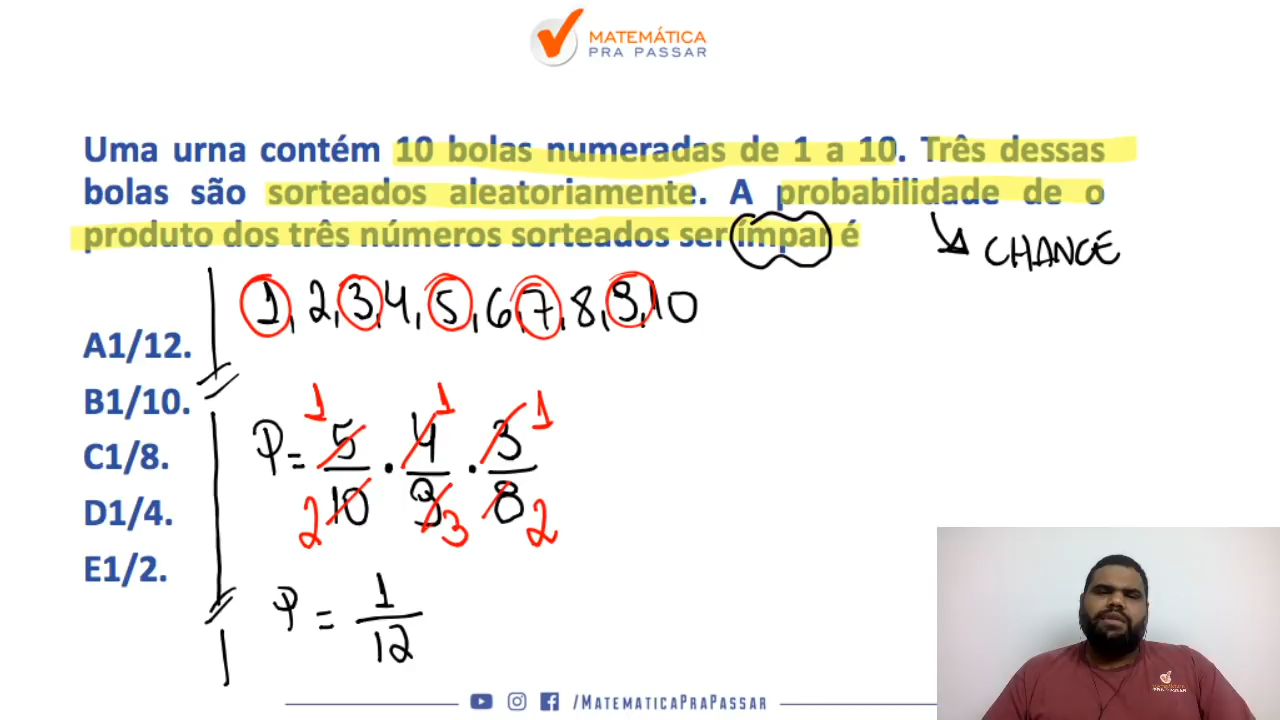 MATEMÁTICA
PRA PASSAR
Uma urna contém 10 bolas numeradas de 1 a 10. Três dessas
bolas são sorteados aleatoriamente. A probabilidade de o
produto dos três números sorteados ser ímpar é
CHANCE
1, 2, 3, 4, 5, 6, 7, 8, 9, 10
A1/12.
B1/10.
C1/8.
D1/4.
E1/2.
1 1 1
P = 5/10 · 4/9 · 3/8
2 3 2
P = 1/12
MATEMÁTICA
PRA PASSAR
/MATEMATICAPRAPASSAR